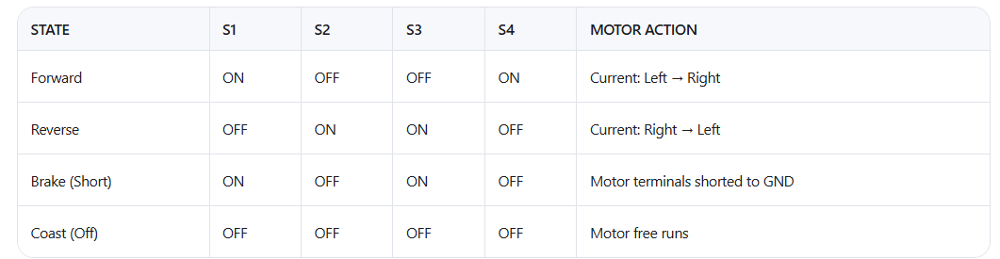 STATE S1 S2 S3 S4 MOTOR ACTION
Forward ON OFF OFF ON Current: Left → Right
Reverse OFF ON ON OFF Current: Right → Left
Brake (Short) ON OFF ON OFF Motor terminals shorted to GND
Coast (Off) OFF OFF OFF OFF Motor free runs